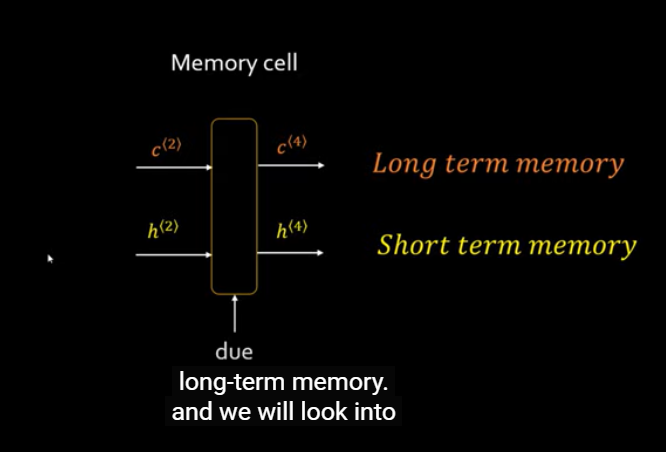 Memory cell
c⟨2⟩
c⟨4⟩
Long term memory
h⟨2⟩
h⟨4⟩
Short term memory
due
long-term memory.
and we will look into